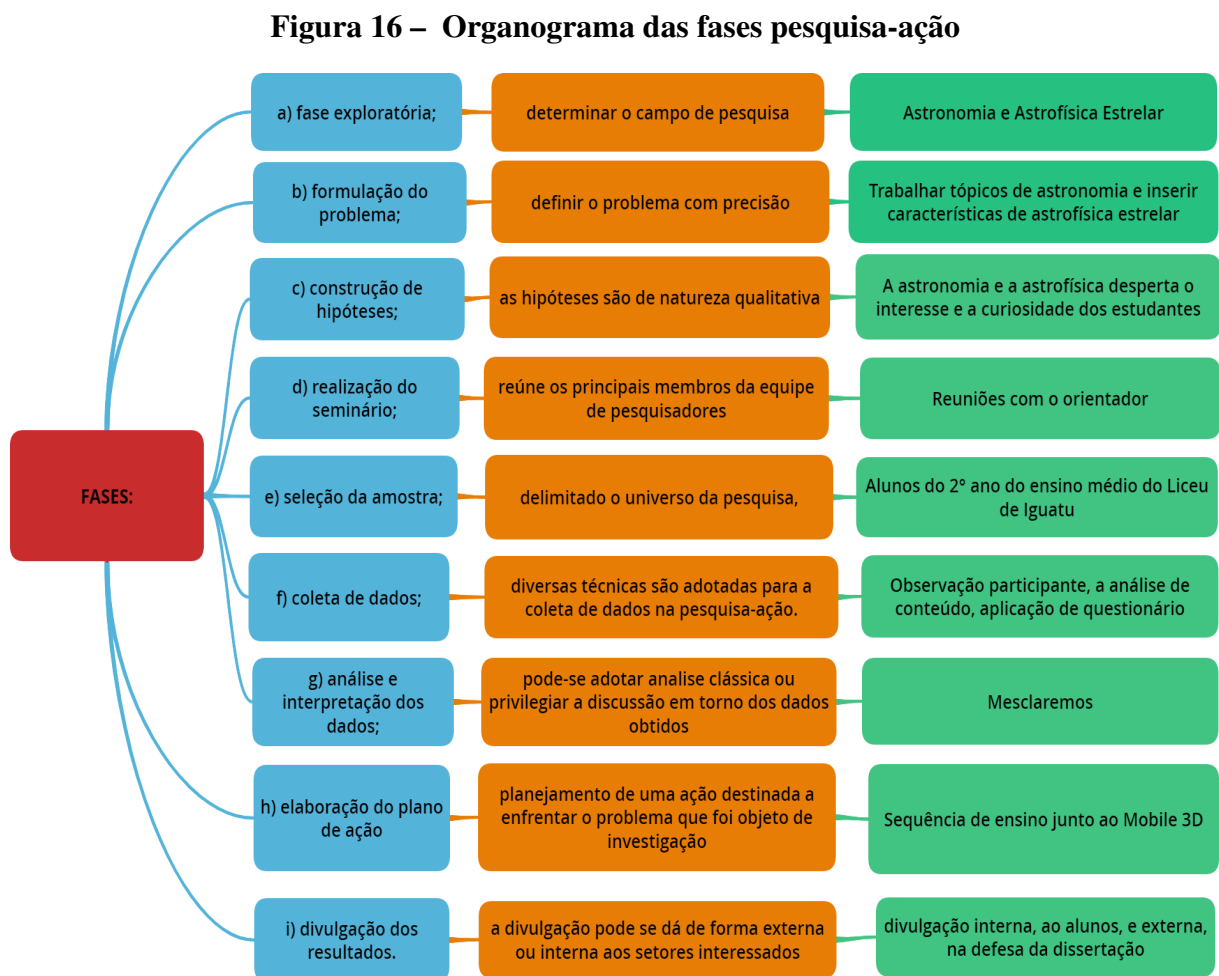 Figura 16 – Organograma das fases pesquisa-ação
a) fase exploratória;
determinar o campo de pesquisa
Astronomia e Astrofísica Estrelar
b) formulação do
problema;
definir o problema com precisão
Trabalhar tópicos de astronomia e inserir
características de astrofísica estrelar
c) construção de
hipóteses;
as hipóteses são de natureza qualitativa
A astronomia e a astrofísica desperta o
interesse e a curiosidade dos estudantes
d) realização do
seminário;
reúne os principais membros da equipe
de pesquisadores
Reuniões com o orientador
FASES:
e) seleção da amostra;
delimitado o universo da pesquisa,
Alunos do 2° ano do ensino médio do Liceu
de Iguatu
f) coleta de dados;
diversas técnicas são adotadas para a
coleta de dados na pesquisa-ação.
Observação participante, a análise de
conteúdo, aplicação de questionário
g) análise e
interpretação dos
dados;
pode-se adotar analise clássica ou
privilegiar a discussão em torno dos dados
obtidos
Mesclaremos
h) elaboração do plano
de ação
planejamento de uma ação destinada a
enfrentar o problema que foi objeto de
investigação
Sequência de ensino junto ao Mobile 3D
i) divulgação dos
resultados.
a divulgação pode se dá de forma externa
ou interna aos setores interessados
divulgação interna, ao alunos, e externa,
na defesa da dissertação